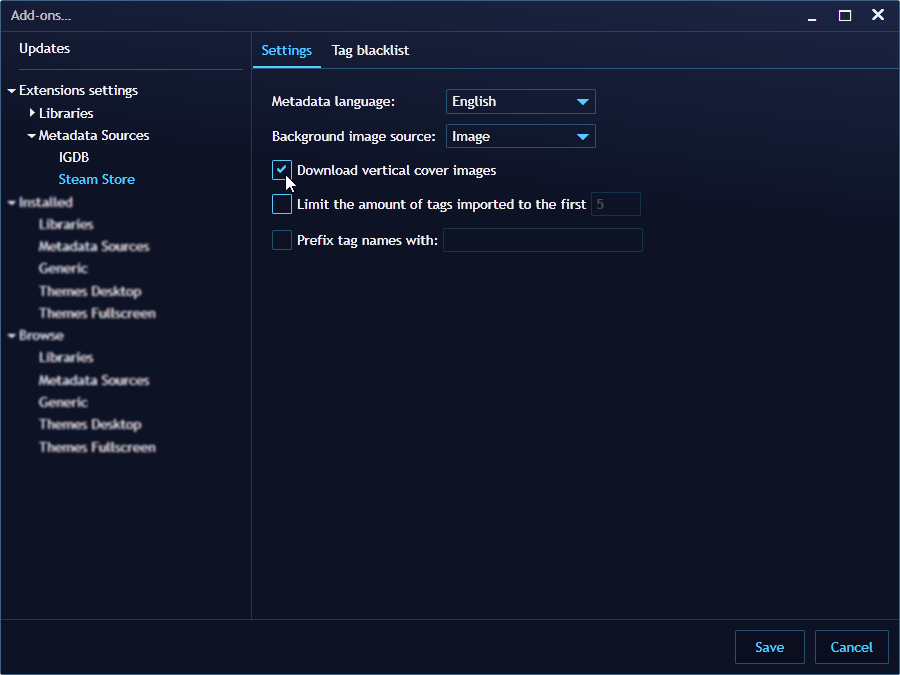 Add-ons...
Updates
Extensions settings
Libraries
Metadata Sources
IGDB
Steam Store
Installed
Libraries
Metadata Sources
Generic
Themes Desktop
Themes Fullscreen
Browse
Libraries
Metadata Sources
Generic
Themes Desktop
Themes Fullscreen
Settings Tag blacklist
Metadata language: English
Background image source: Image
Download vertical cover images
Limit the amount of tags imported to the first 5
Prefix tag names with:
Save Cancel